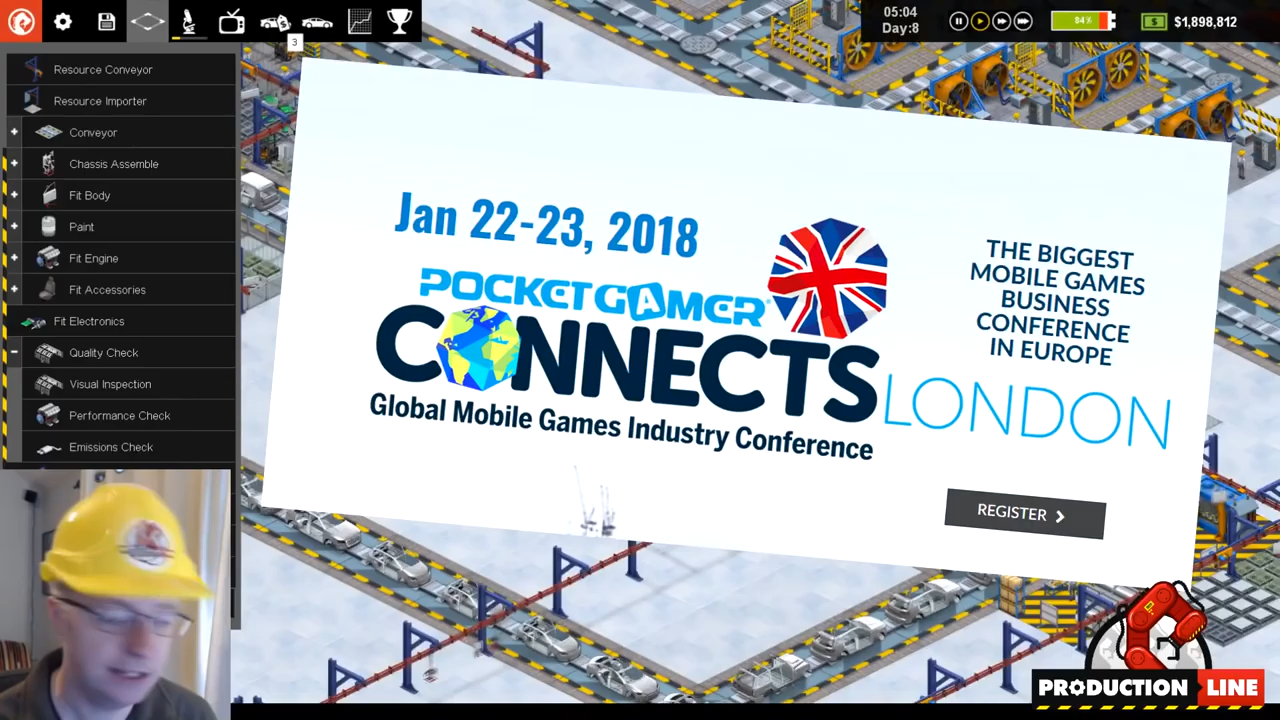 05:04
Day:8
84%
$1,898,812
3
Resource Conveyor
Resource Importer
Conveyor
Chassis Assemble
Fit Body
Paint
Fit Engine
Fit Accessories
Fit Electronics
Quality Check
Visual Inspection
Performance Check
Emissions Check
Jan 22-23, 2018
POCKETGAMER
CONNECTS
Global Mobile Games Industry Conference
THE BIGGEST
MOBILE GAMES
BUSINESS
CONFERENCE
IN EUROPE
LONDON
REGISTER
PRODUCTION LINE